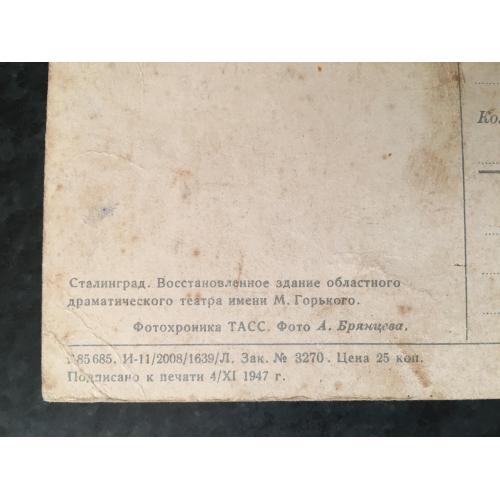 Ко
Сталинград. Восстановленное здание областного
драматического театра имени М. Горького.
Фотохроника ТАСС. Фото А. Брянцева.
85685. И-11/2008/1639/Л. Зак. № 3270. Цена 25 коп.
Подписано к печати 4/XI 1947 г.